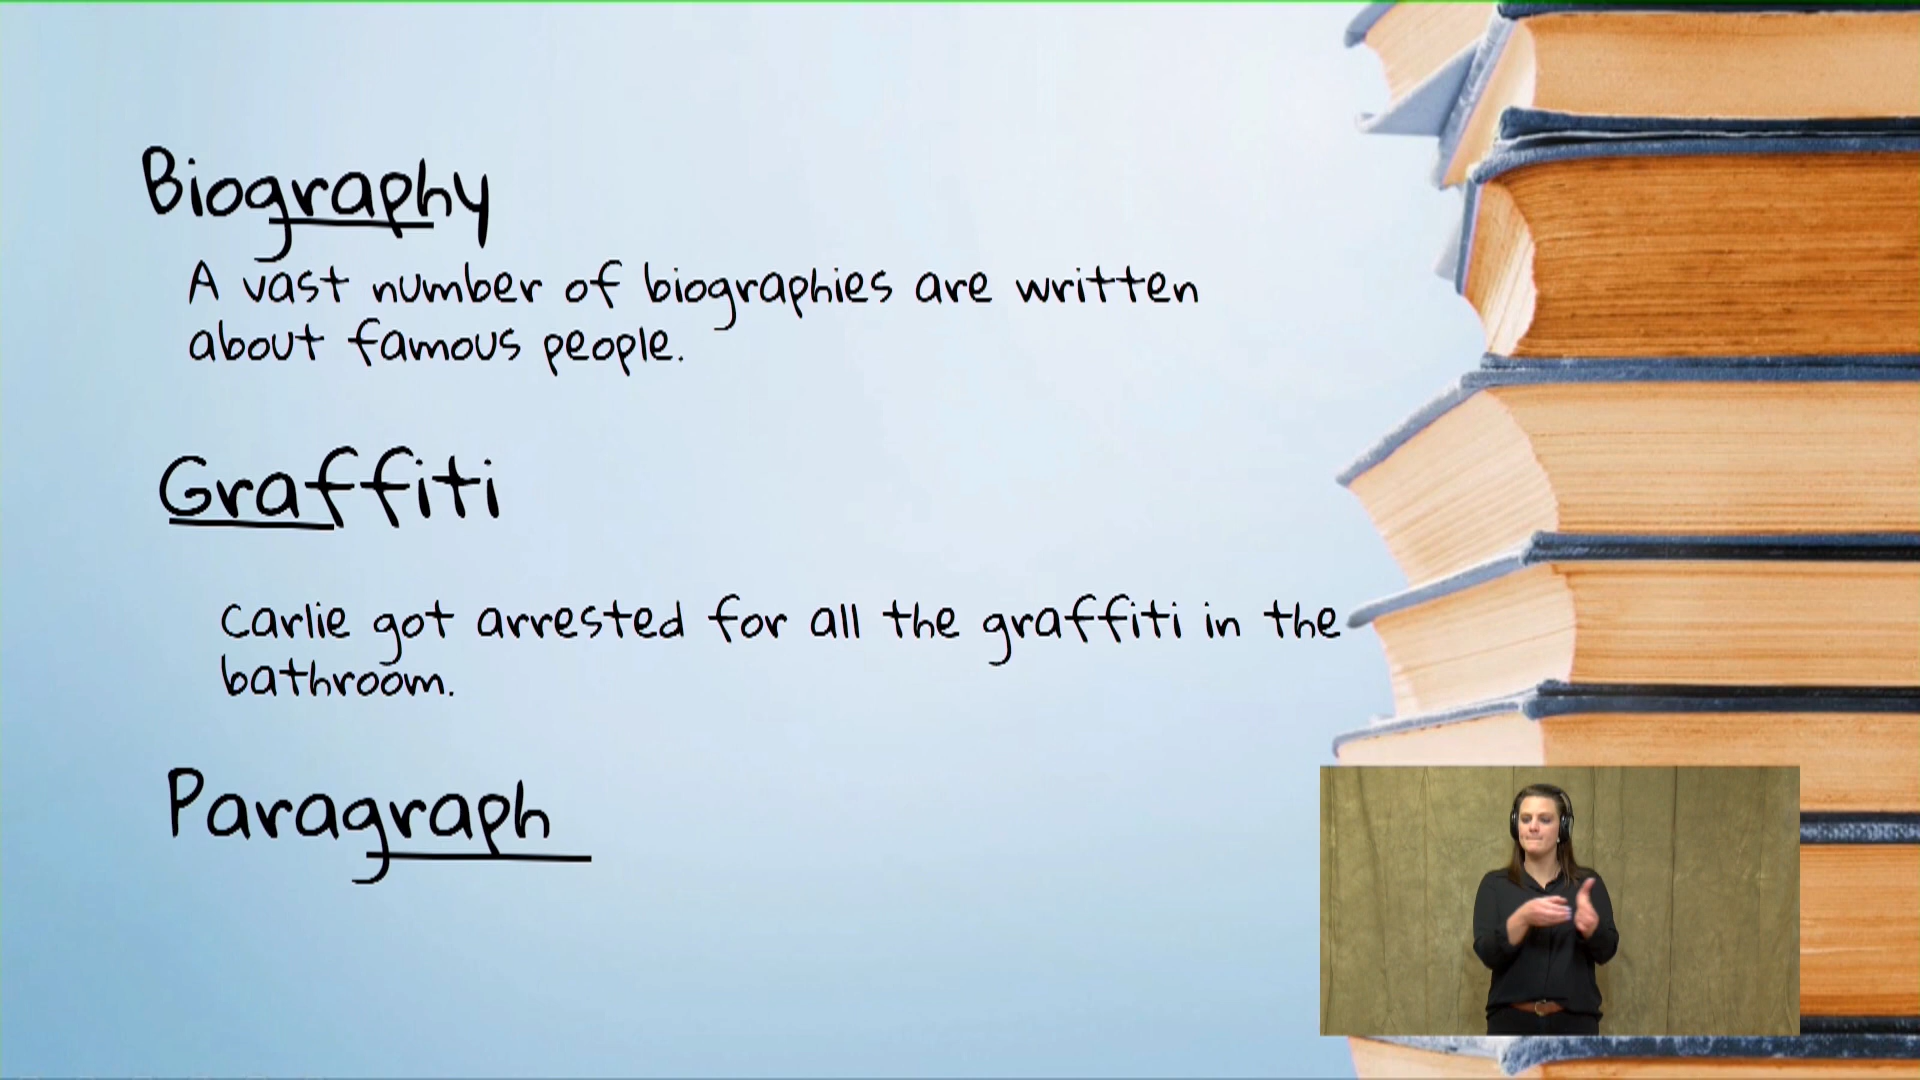 Biography
A vast number of biographies are written
about famous people.
Graffiti
Carlie got arrested for all the graffiti in the
bathroom.
Paragraph